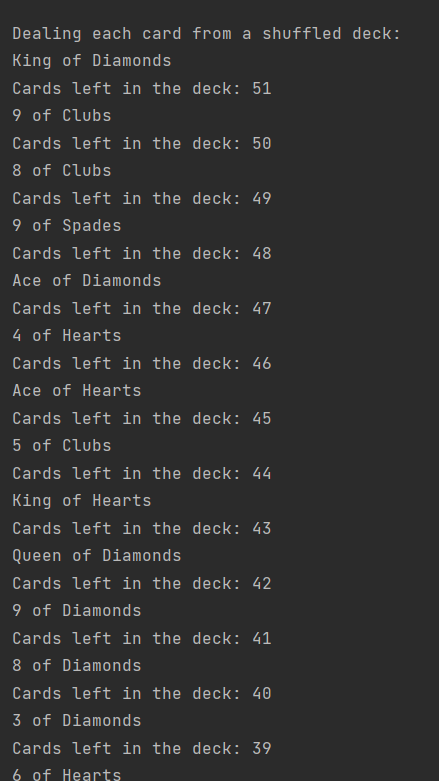 Dealing each card from a shuffled deck:
King of Diamonds
Cards left in the deck: 51
9 of Clubs
Cards left in the deck: 50
8 of Clubs
Cards left in the deck: 49
9 of Spades
Cards left in the deck: 48
Ace of Diamonds
Cards left in the deck: 47
4 of Hearts
Cards left in the deck: 46
Ace of Hearts
Cards left in the deck: 45
5 of Clubs
Cards left in the deck: 44
King of Hearts
Cards left in the deck: 43
Queen of Diamonds
Cards left in the deck: 42
9 of Diamonds
Cards left in the deck: 41
8 of Diamonds
Cards left in the deck: 40
3 of Diamonds
Cards left in the deck: 39
6 of Hearts